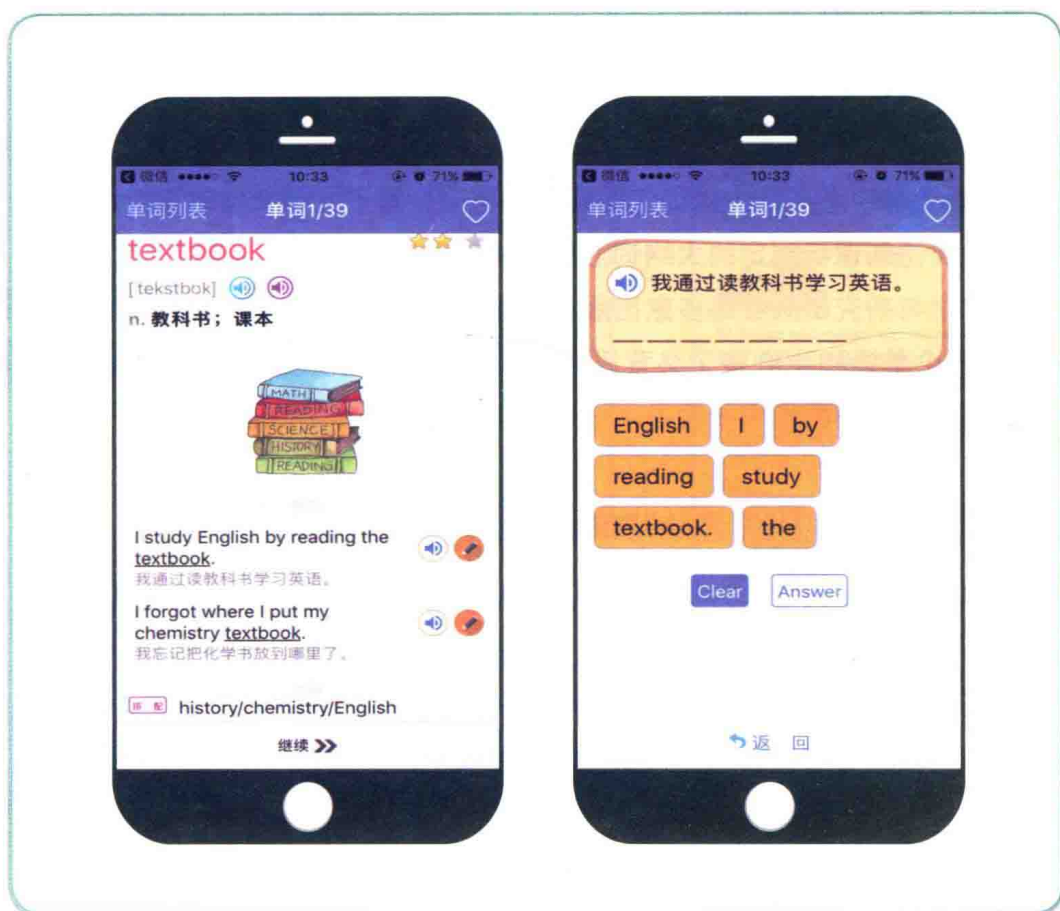 微信 10:33 71%
单词列表 单词1/39
textbook
[tekstbʊk]
n. 教科书；课本
MATH
READING
SCIENCE
HISTORY
READING
I study English by reading the
textbook.
我通过读教科书学习英语。
I forgot where I put my
chemistry textbook.
我忘记把化学书放到哪里了。
搭配 history/chemistry/English
继续
微信 10:33 71%
单词列表 单词1/39
我通过读教科书学习英语。
English I by
reading study
textbook. the
Clear Answer
返 回